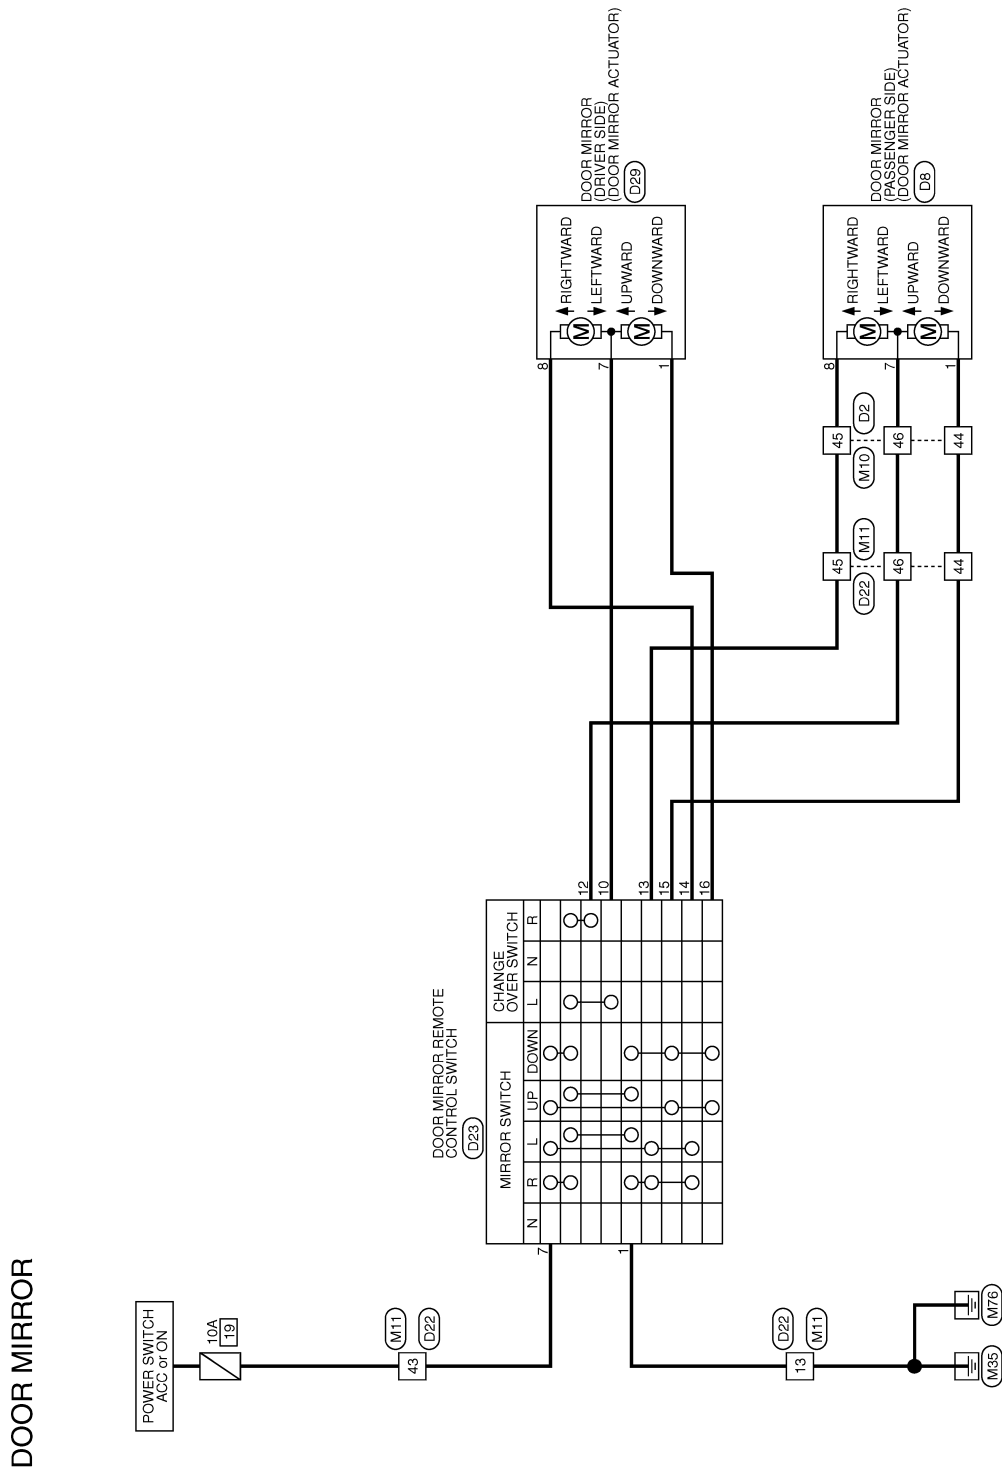 DOOR MIRROR
POWER SWITCH
ACC or ON
10A
19
43
M11
D22
7
1
13
D22
M11
M35
M76
DOOR MIRROR REMOTE
CONTROL SWITCH
D23
MIRROR SWITCH
CHANGE
OVER SWITCH
N
R
L
UP
DOWN
L
N
R
12
10
13
15
14
16
8
7
1
RIGHTWARD
LEFTWARD
UPWARD
DOWNWARD
M
M
DOOR MIRROR
(DRIVER SIDE)
(DOOR MIRROR ACTUATOR)
D29
45
46
44
D22
M11
45
46
44
M10
D2
8
7
1
RIGHTWARD
LEFTWARD
UPWARD
DOWNWARD
M
M
DOOR MIRROR
(PASSENGER SIDE)
(DOOR MIRROR ACTUATOR)
D8